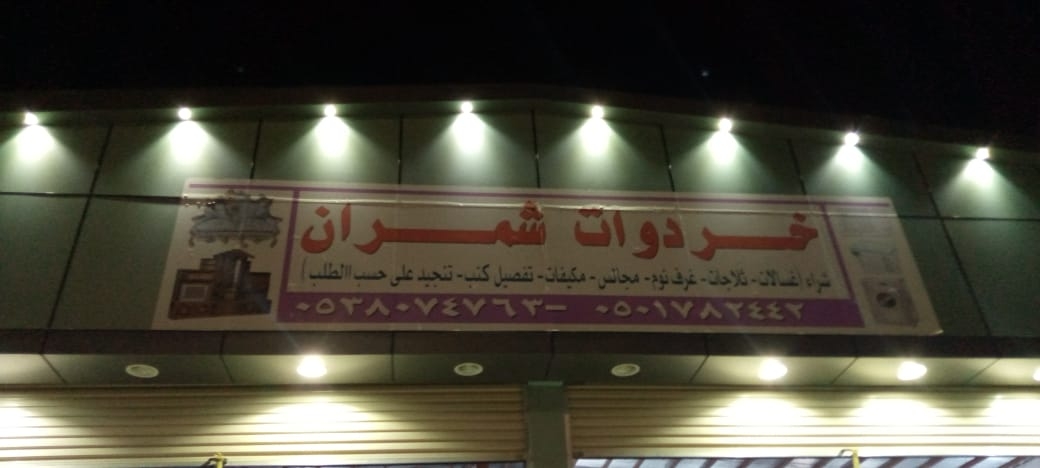 خردوات شمران
شراء (غسالات - ثلاجات - غرف نوم - مجالس - مكيفات - تفصيل كنب - تنجيد على حسب الطلب)
٠٥٠١٧٨٢٤٤٢ - ٠٥٣٨٠٧٤٧٦٣